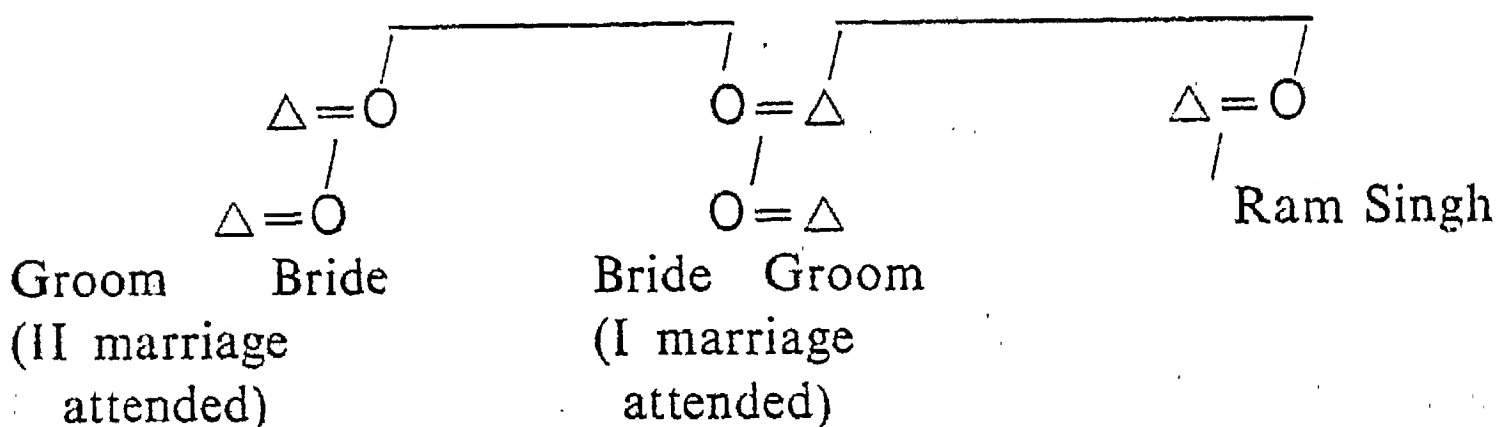 Ram Singh
Groom Bride Bride Groom
(II marriage (I marriage
attended) attended)